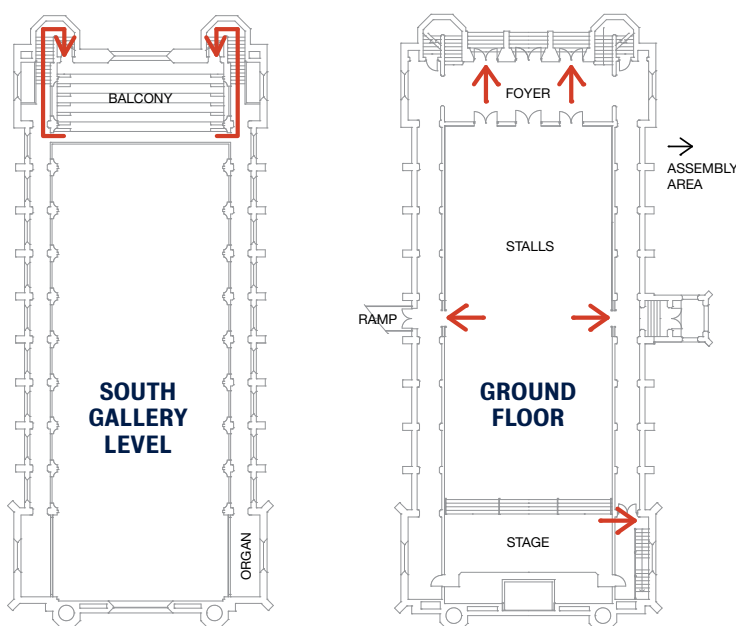 BALCONY
SOUTH
GALLERY
LEVEL
ORGAN
FOYER
ASSEMBLY
AREA
STALLS
RAMP
GROUND
FLOOR
STAGE